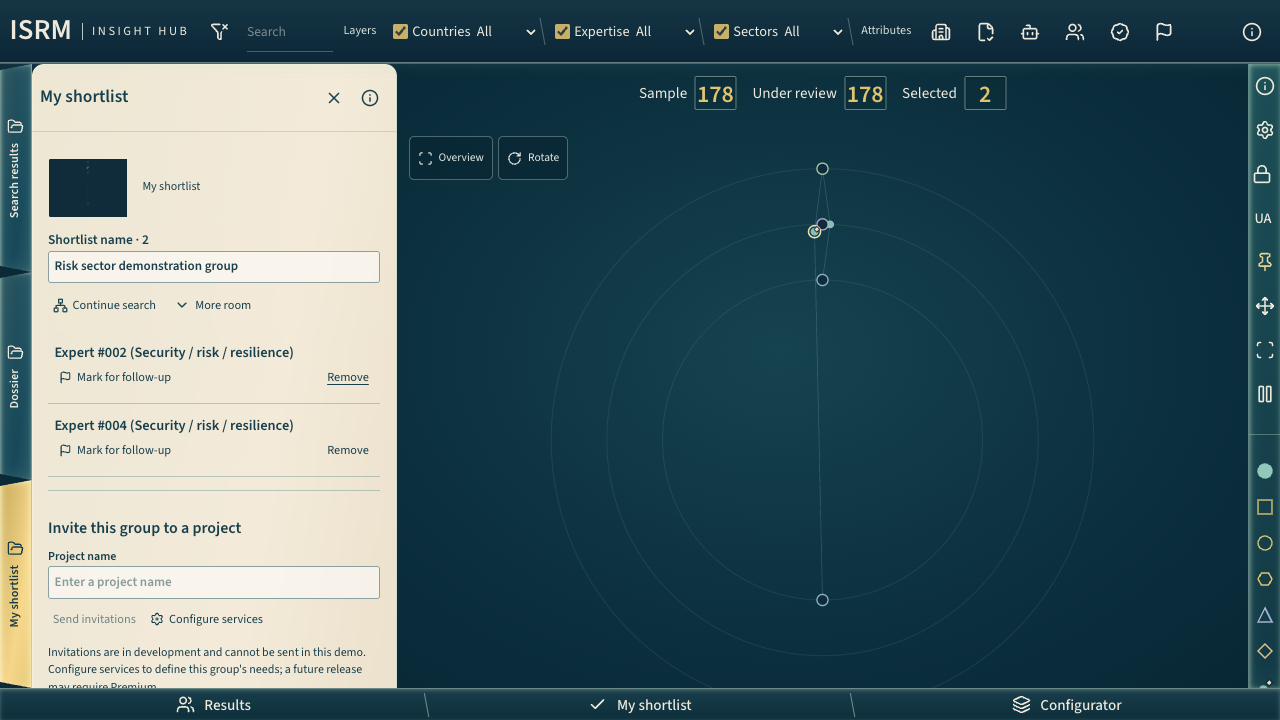 ISRM INSIGHT HUB Search Layers Countries All Expertise All Sectors All Attributes
Sample 178 Under review 178 Selected 2
My shortlist
Overview Rotate
Search results
Dossier
My shortlist
My shortlist
Shortlist name · 2
Risk sector demonstration group
Continue search More room
Expert #002 (Security / risk / resilience)
Mark for follow-up Remove
Expert #004 (Security / risk / resilience)
Mark for follow-up Remove
Invite this group to a project
Project name
Enter a project name
Send invitations Configure services
Invitations are in development and cannot be sent in this demo.
Configure services to define this group's needs; a future release
may require Premium.
UA
Results My shortlist Configurator